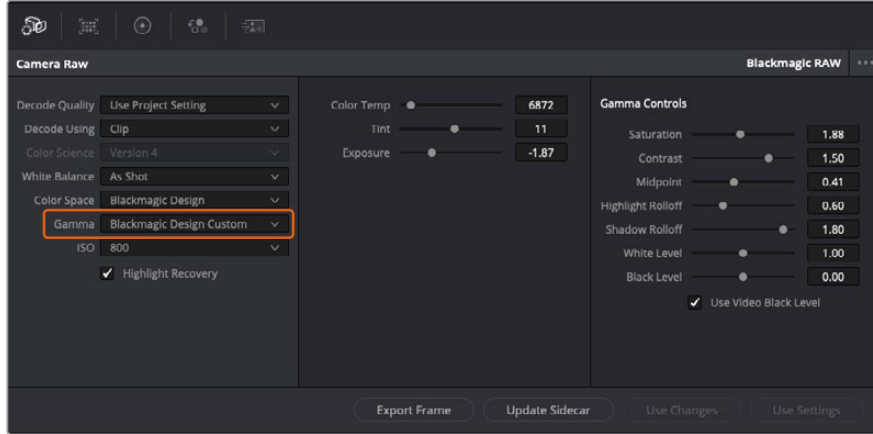 Camera Raw
Blackmagic RAW
Decode Quality Use Project Setting
Decode Using Clip
Color Science Version 4
White Balance As Shot
Color Space Blackmagic Design
Gamma Blackmagic Design Custom
ISO 800
Highlight Recovery
Color Temp 6872
Tint 11
Exposure -1.87
Gamma Controls
Saturation 1.88
Contrast 1.50
Midpoint 0.41
Highlight Rolloff 0.60
Shadow Rolloff 1.80
White Level 1.00
Black Level 0.00
Use Video Black Level
Export Frame Update Sidecar Use Changes Use Settings